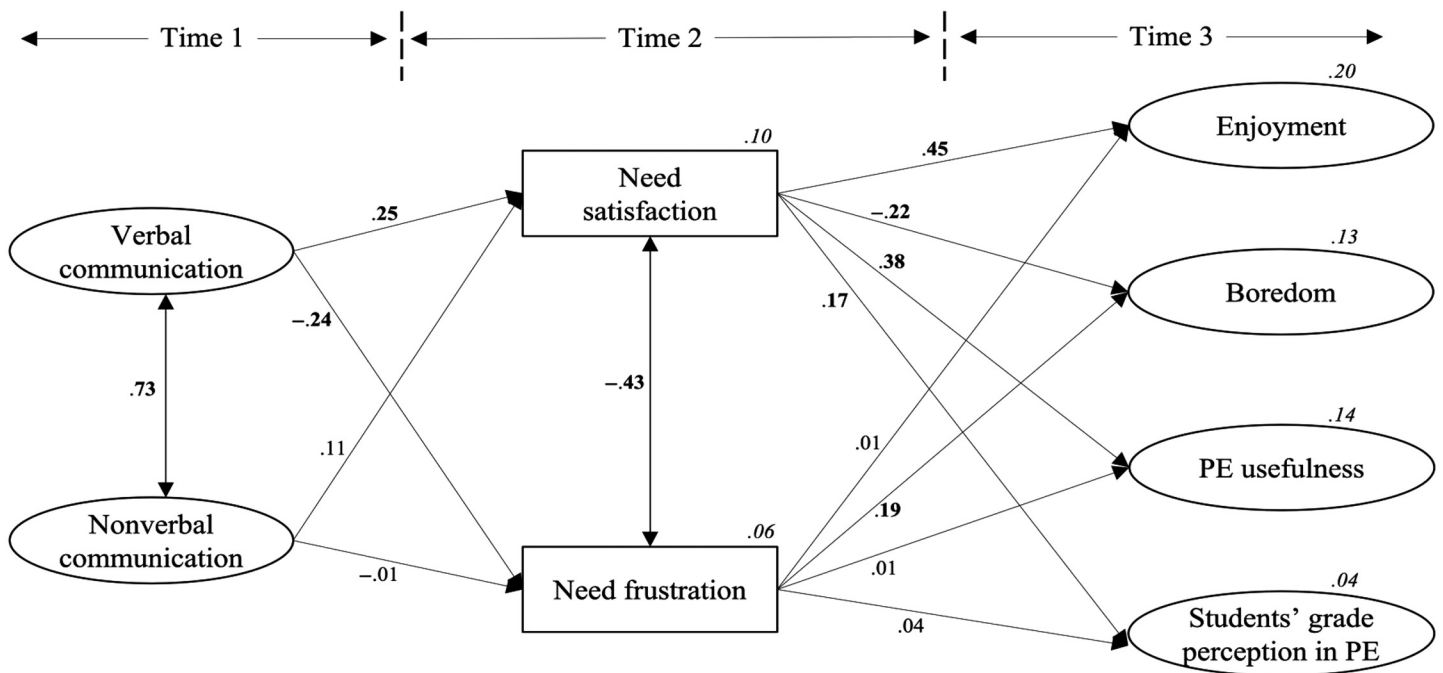 Time 1
Time 2
Time 3
.20
Enjoyment
.10
.45
Need
satisfaction
.25
–.22
.13
Verbal
communication
.38
Boredom
.17
–.24
.73
–.43
.14
.11
.01
PE usefulness
.19
Nonverbal
communication
.06
–.01
Need frustration
.01
.04
.04
Students’ grade
perception in PE